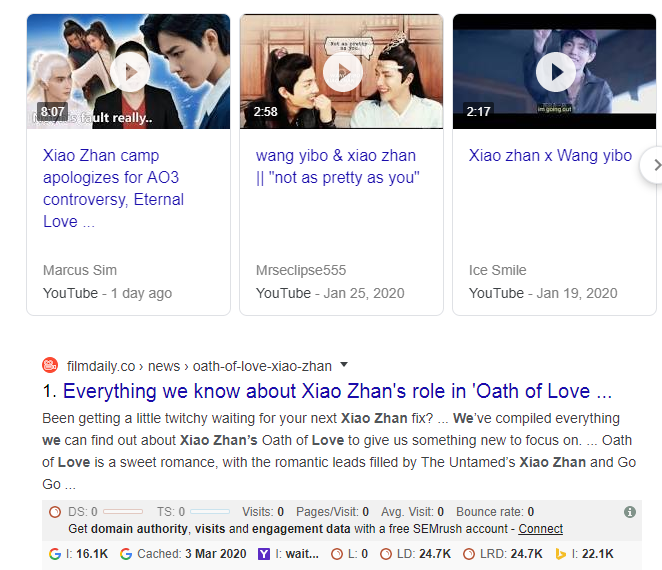 8:07
fault really..
Not as pretty
as you.
2:58
im going out
2:17
Xiao Zhan camp
apologizes for AO3
controversy, Eternal
Love ...
Marcus Sim
YouTube - 1 day ago
wang yibo & xiao zhan
|| "not as pretty as you"
Mrseclipse555
YouTube - Jan 25, 2020
Xiao zhan x Wang yibo
Ice Smile
YouTube - Jan 19, 2020
filmdaily.co › news › oath-of-love-xiao-zhan
1. Everything we know about Xiao Zhan's role in 'Oath of Love ...
Been getting a little twitchy waiting for your next Xiao Zhan fix? ... We've compiled everything
we can find out about Xiao Zhan's Oath of Love to give us something new to focus on. ... Oath
of Love is a sweet romance, with the romantic leads filled by The Untamed's Xiao Zhan and Go
Go ...
DS: 0 TS: 0 Visits: 0 Pages/Visit: 0 Avg. Visit: 0 Bounce rate: 0
Get domain authority, visits and engagement data with a free SEMrush account - Connect
I: 16.1K Cached: 3 Mar 2020 I: wait... L: 0 LD: 24.7K LRD: 24.7K I: 22.1K